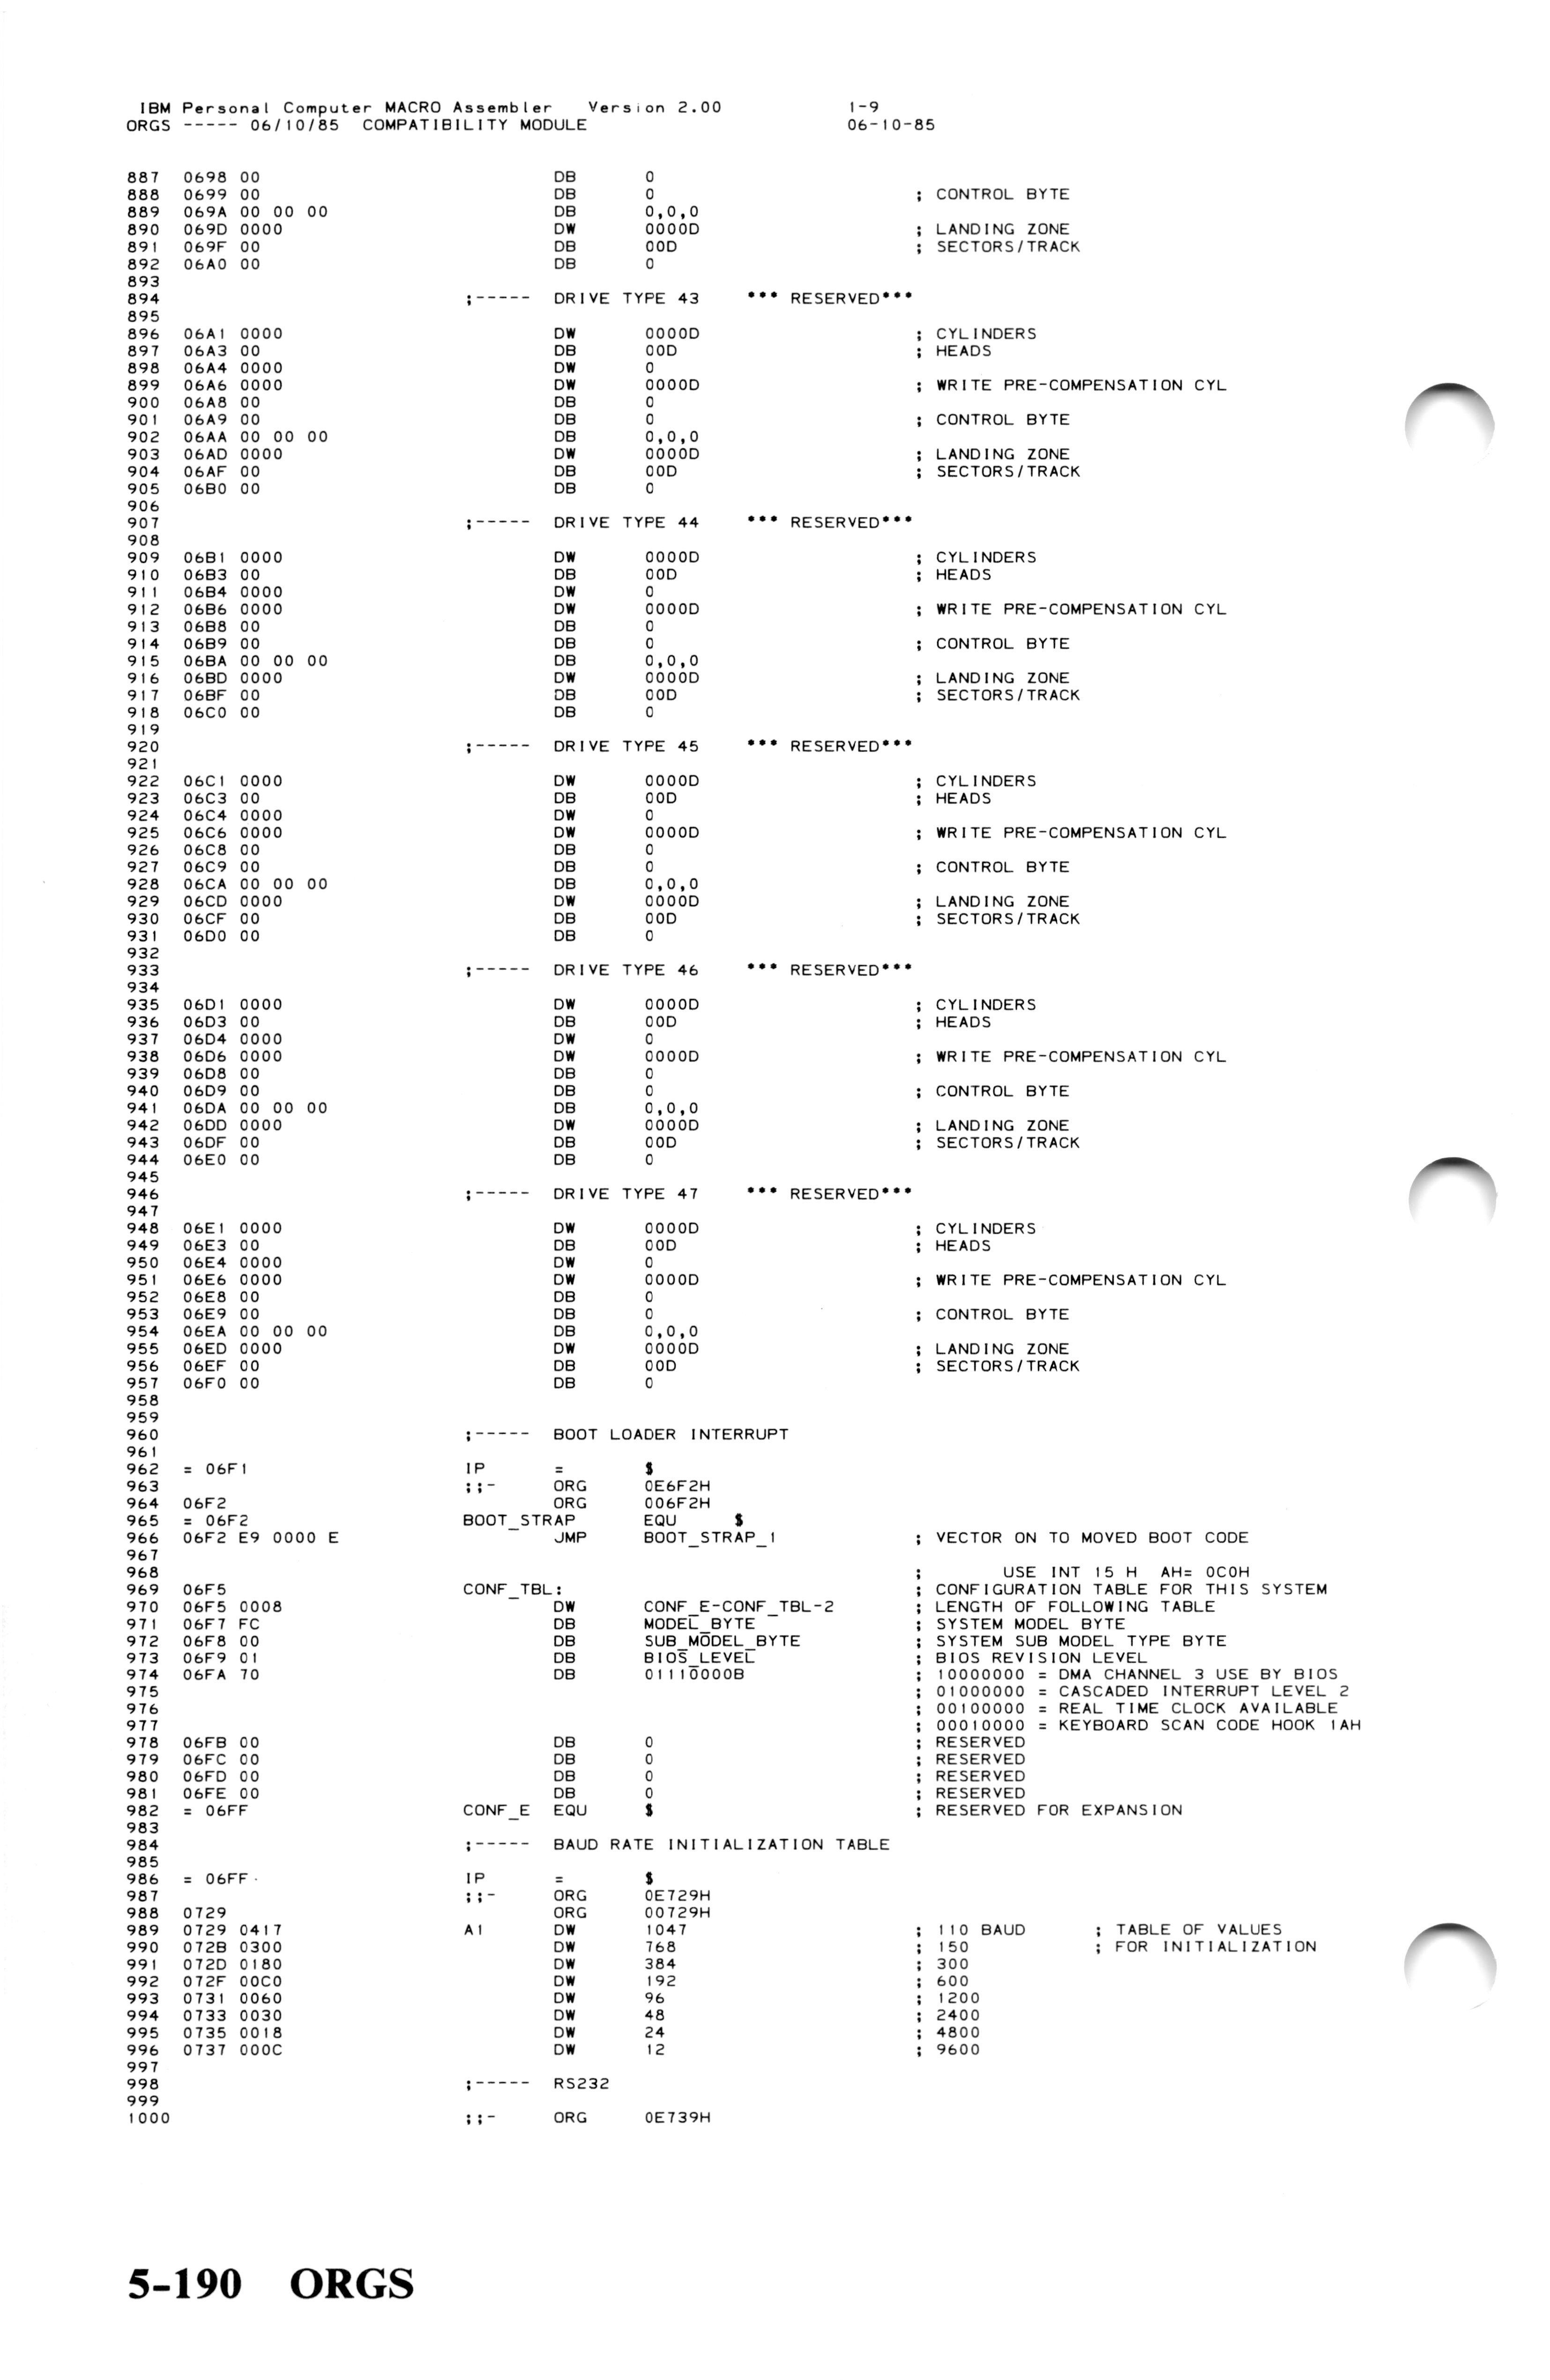 IBM Personal Computer MACRO Assembler   Version 2.00   1-9
ORGS ----- 06/10/85  COMPATIBILITY MODULE   06-10-85
887 0698 00 DB 0
888 0699 00 DB 0 ; CONTROL BYTE
889 069A 00 00 00 DB 0,0,0
890 069D 0000 DW 0000D ; LANDING ZONE
891 069F 00 DB 00D ; SECTORS/TRACK
892 06A0 00 DB 0
893
894 ;----- DRIVE TYPE 43 *** RESERVED***
895
896 06A1 0000 DW 0000D ; CYLINDERS
897 06A3 00 DB 00D ; HEADS
898 06A4 0000 DW 0
899 06A6 0000 DW 0000D ; WRITE PRE-COMPENSATION CYL
900 06A8 00 DB 0
901 06A9 00 DB 0 ; CONTROL BYTE
902 06AA 00 00 00 DB 0,0,0
903 06AD 0000 DW 0000D ; LANDING ZONE
904 06AF 00 DB 00D ; SECTORS/TRACK
905 06B0 00 DB 0
906
907 ;----- DRIVE TYPE 44 *** RESERVED***
908
909 06B1 0000 DW 0000D ; CYLINDERS
910 06B3 00 DB 00D ; HEADS
911 06B4 0000 DW 0
912 06B6 0000 DW 0000D ; WRITE PRE-COMPENSATION CYL
913 06B8 00 DB 0
914 06B9 00 DB 0 ; CONTROL BYTE
915 06BA 00 00 00 DB 0,0,0
916 06BD 0000 DW 0000D ; LANDING ZONE
917 06BF 00 DB 00D ; SECTORS/TRACK
918 06C0 00 DB 0
919
920 ;----- DRIVE TYPE 45 *** RESERVED***
921
922 06C1 0000 DW 0000D ; CYLINDERS
923 06C3 00 DB 00D ; HEADS
924 06C4 0000 DW 0
925 06C6 0000 DW 0000D ; WRITE PRE-COMPENSATION CYL
926 06C8 00 DB 0
927 06C9 00 DB 0 ; CONTROL BYTE
928 06CA 00 00 00 DB 0,0,0
929 06CD 0000 DW 0000D ; LANDING ZONE
930 06CF 00 DB 00D ; SECTORS/TRACK
931 06D0 00 DB 0
932
933 ;----- DRIVE TYPE 46 *** RESERVED***
934
935 06D1 0000 DW 0000D ; CYLINDERS
936 06D3 00 DB 00D ; HEADS
937 06D4 0000 DW 0
938 06D6 0000 DW 0000D ; WRITE PRE-COMPENSATION CYL
939 06D8 00 DB 0
940 06D9 00 DB 0 ; CONTROL BYTE
941 06DA 00 00 00 DB 0,0,0
942 06DD 0000 DW 0000D ; LANDING ZONE
943 06DF 00 DB 00D ; SECTORS/TRACK
944 06E0 00 DB 0
945
946 ;----- DRIVE TYPE 47 *** RESERVED***
947
948 06E1 0000 DW 0000D ; CYLINDERS
949 06E3 00 DB 00D ; HEADS
950 06E4 0000 DW 0
951 06E6 0000 DW 0000D ; WRITE PRE-COMPENSATION CYL
952 06E8 00 DB 0
953 06E9 00 DB 0 ; CONTROL BYTE
954 06EA 00 00 00 DB 0,0,0
955 06ED 0000 DW 0000D ; LANDING ZONE
956 06EF 00 DB 00D ; SECTORS/TRACK
957 06F0 00 DB 0
958
959
960 ;----- BOOT LOADER INTERRUPT
961
962 = 06F1 IP = $
963 ;;- ORG 0E6F2H
964 06F2 ORG 006F2H
965 = 06F2 BOOT_STRAP EQU $
966 06F2 E9 0000 E JMP BOOT_STRAP_1 ; VECTOR ON TO MOVED BOOT CODE
967
968 ; USE INT 15 H AH= 0C0H
969 06F5 CONF_TBL: ; CONFIGURATION TABLE FOR THIS SYSTEM
970 06F5 0008 DW CONF_E-CONF_TBL-2 ; LENGTH OF FOLLOWING TABLE
971 06F7 FC DB MODEL_BYTE ; SYSTEM MODEL BYTE
972 06F8 00 DB SUB_MODEL_BYTE ; SYSTEM SUB MODEL TYPE BYTE
973 06F9 01 DB BIOS_LEVEL ; BIOS REVISION LEVEL
974 06FA 70 DB 01110000B ; 10000000 = DMA CHANNEL 3 USE BY BIOS
975 ; 01000000 = CASCADED INTERRUPT LEVEL 2
976 ; 00100000 = REAL TIME CLOCK AVAILABLE
977 ; 00010000 = KEYBOARD SCAN CODE HOOK 1AH
978 06FB 00 DB 0 ; RESERVED
979 06FC 00 DB 0 ; RESERVED
980 06FD 00 DB 0 ; RESERVED
981 06FE 00 DB 0 ; RESERVED
982 = 06FF CONF_E EQU $ ; RESERVED FOR EXPANSION
983
984 ;----- BAUD RATE INITIALIZATION TABLE
985
986 = 06FF IP = $
987 ;;- ORG 0E729H
988 0729 ORG 00729H
989 0729 0417 A1 DW 1047 ; 110 BAUD ; TABLE OF VALUES
990 072B 0300 DW 768 ; 150 ; FOR INITIALIZATION
991 072D 0180 DW 384 ; 300
992 072F 00C0 DW 192 ; 600
993 0731 0060 DW 96 ; 1200
994 0733 0030 DW 48 ; 2400
995 0735 0018 DW 24 ; 4800
996 0737 000C DW 12 ; 9600
997
998 ;----- RS232
999
1000 ;;- ORG 0E739H
5-190 ORGS